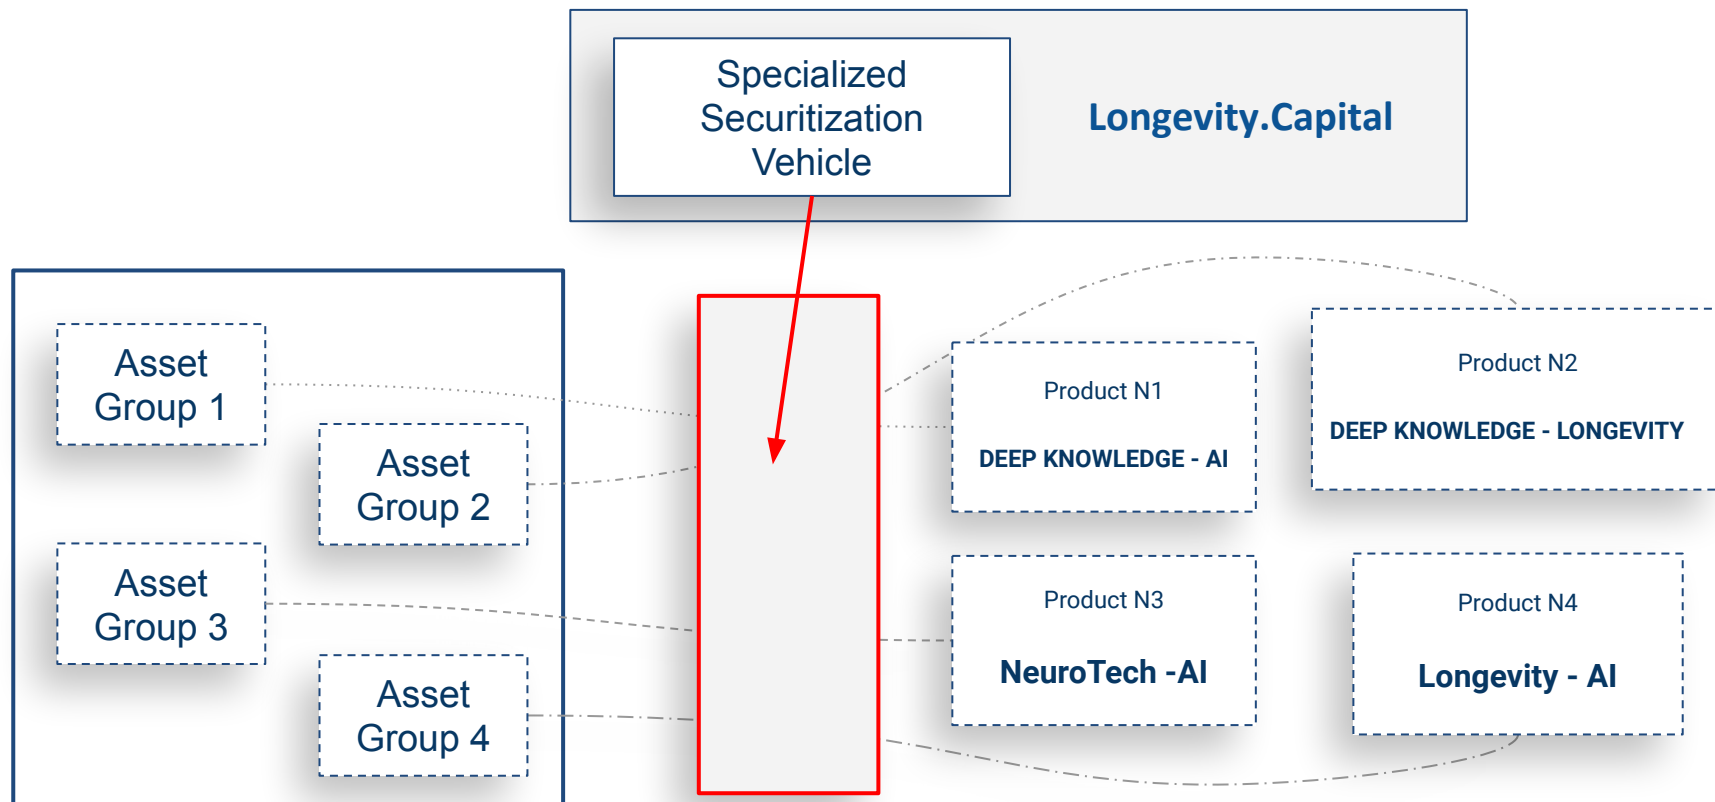 Specialized
Securitization
Vehicle
Longevity.Capital
Asset
Group 1
Asset
Group 2
Asset
Group 3
Asset
Group 4
Product N1
DEEP KNOWLEDGE - AI
Product N2
DEEP KNOWLEDGE - LONGEVITY
Product N3
NeuroTech -AI
Product N4
Longevity - AI